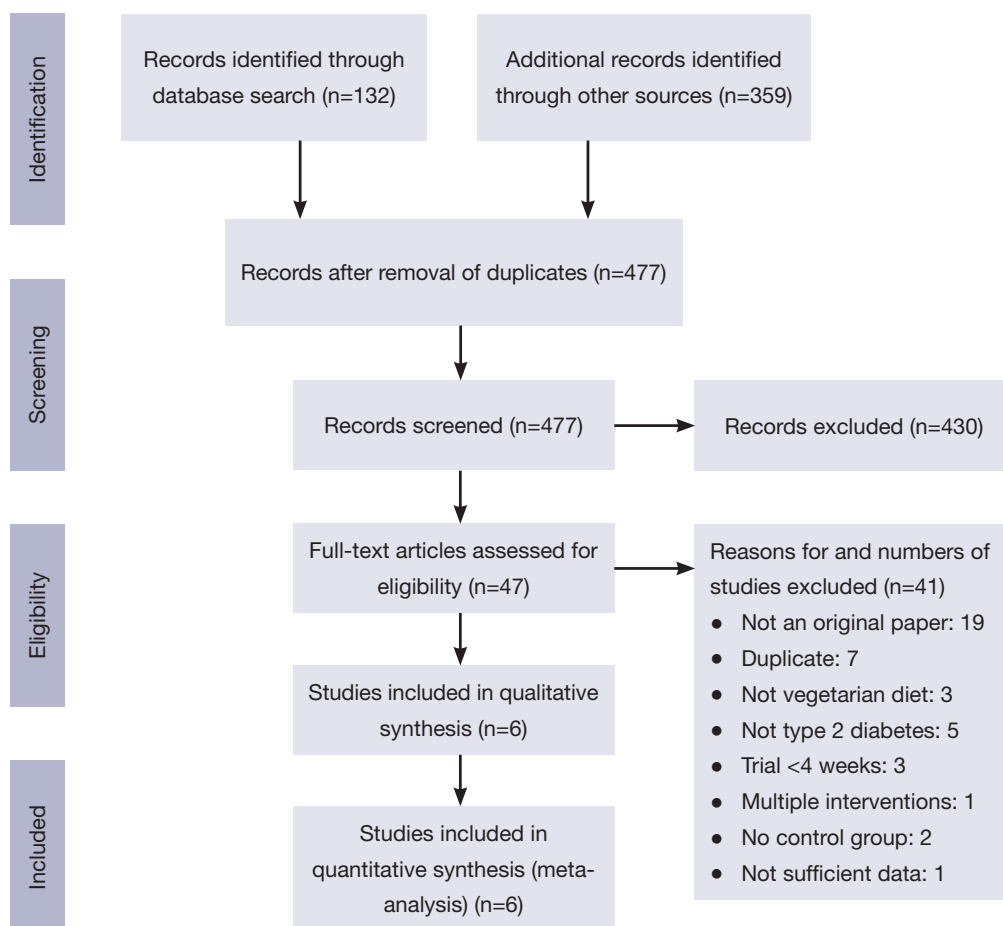 Identification
Records identified through
database search (n=132)
Additional records identified
through other sources (n=359)
Records after removal of duplicates (n=477)
Screening
Records screened (n=477)
Records excluded (n=430)
Eligibility
Full-text articles assessed for
eligibility (n=47)
Reasons for and numbers of
studies excluded (n=41)
● Not an original paper: 19
● Duplicate: 7
● Not vegetarian diet: 3
● Not type 2 diabetes: 5
● Trial <4 weeks: 3
● Multiple interventions: 1
● No control group: 2
● Not sufficient data: 1
Studies included in qualitative
synthesis (n=6)
Included
Studies included in
quantitative synthesis (meta-
analysis) (n=6)